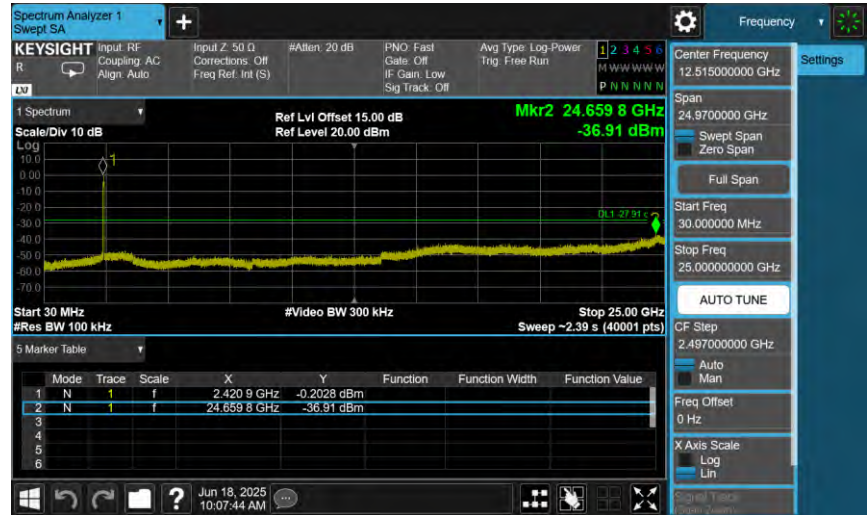 Spectrum Analyzer 1
Swept SA
+
Frequency
KEYSIGHT
R
LXI
Input: RF
Coupling: AC
Align: Auto
Input Z: 50 Ω
Corrections: Off
Freq Ref: Int (S)
#Atten: 20 dB
PNO: Fast
Gate: Off
IF Gain: Low
Sig Track: Off
Avg Type: Log-Power
Trig: Free Run
1 2 3 4 5 6
M W W W W W
P N N N N N
1 Spectrum
Scale/Div 10 dB
Ref Lvl Offset 15.00 dB
Ref Level 20.00 dBm
Mkr2 24.659 8 GHz
-36.91 dBm
Log
10.0
0.00
-10.0
-20.0
-30.0
-40.0
-50.0
-60.0
-70.0
1
DL1 -27.91
2
Start 30 MHz
#Res BW 100 kHz
#Video BW 300 kHz
Stop 25.00 GHz
Sweep ~2.39 s (40001 pts)
5 Marker Table
Mode Trace Scale X Y Function Function Width Function Value
1 N 1 f 2.420 9 GHz -0.2028 dBm
2 N 1 f 24.659 8 GHz -36.91 dBm
3
4
5
6
?
Jun 18, 2025
10:07:44 AM
Center Frequency
12.515000000 GHz
Settings
Span
24.9700000 GHz
Swept Span
Zero Span
Full Span
Start Freq
30.000000 MHz
Stop Freq
25.000000000 GHz
AUTO TUNE
CF Step
2.497000000 GHz
Auto
Man
Freq Offset
0 Hz
X Axis Scale
Log
Lin
Signal Track
(Span Zoom)